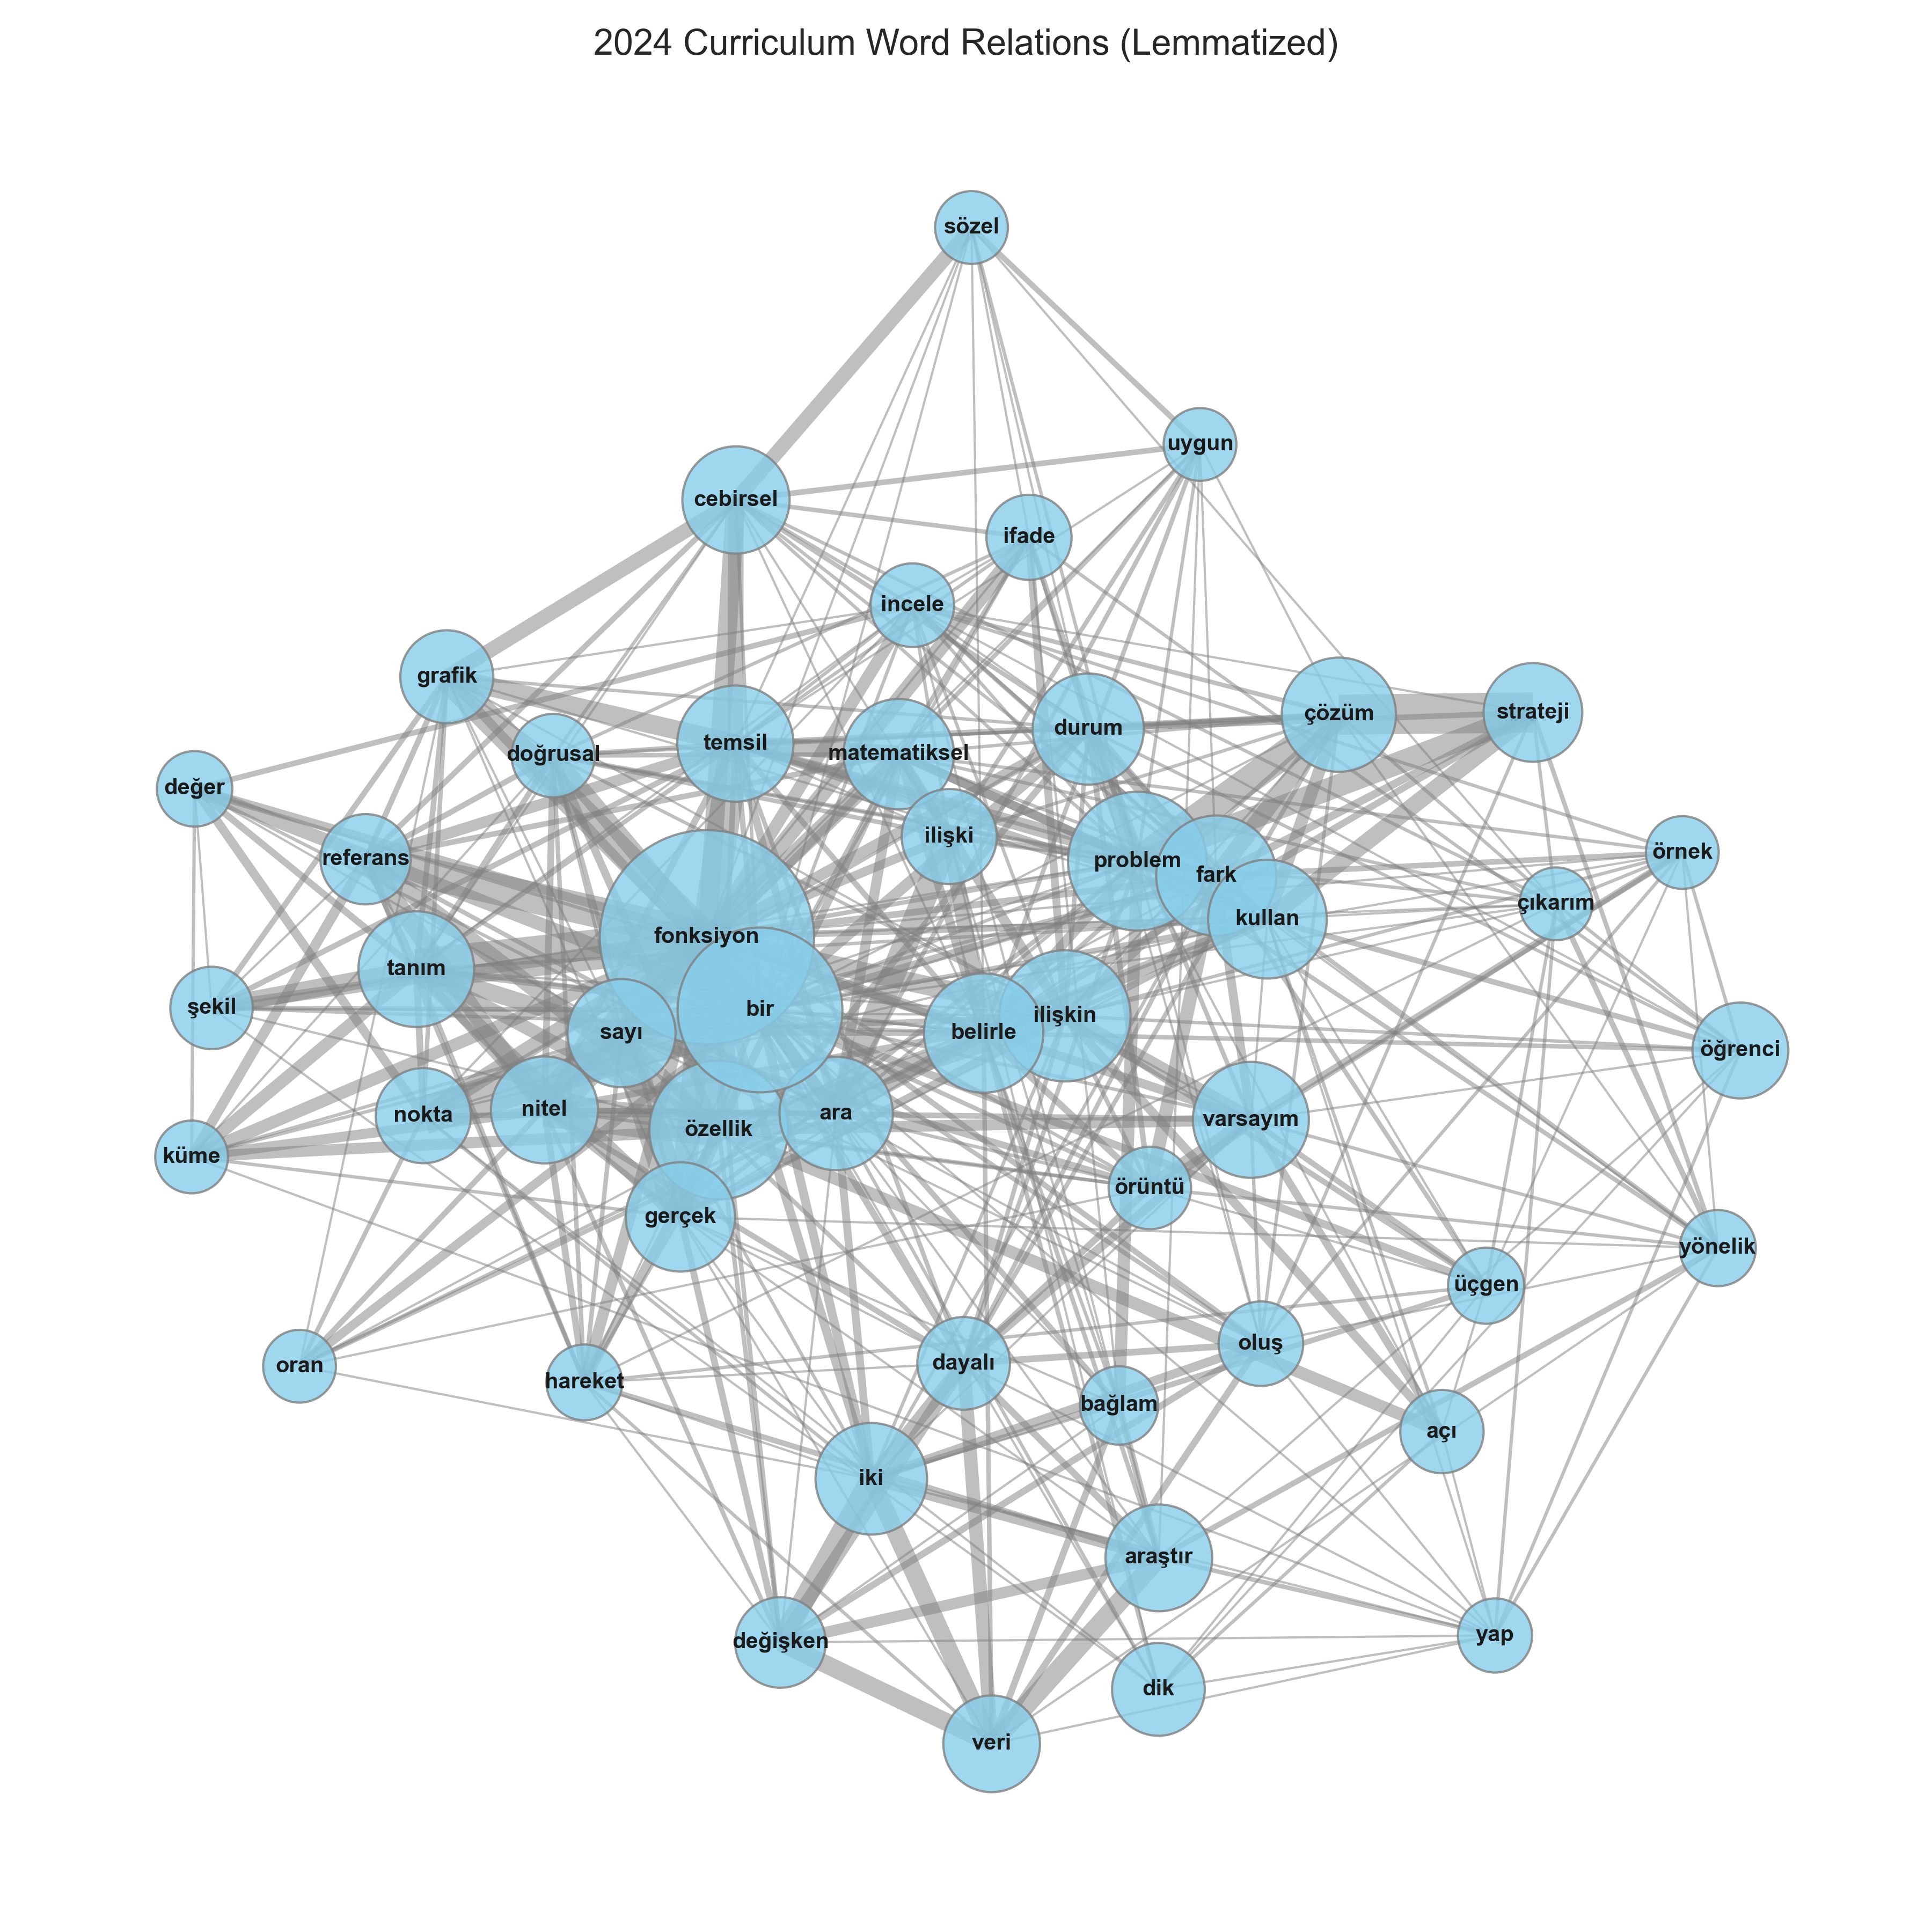 2024 Curriculum Word Relations (Lemmatized)
sözel
uygun
cebirsel
ifade
incele
grafik
çözüm
strateji
durum
temsil
matematiksel
doğrusal
değer
ilişki
örnek
referans
problem
fark
çıkarım
kullan
fonksiyon
tanım
şekil
bir
ilişkin
sayı
belirle
öğrenci
nitel
nokta
ara
varsayım
özellik
küme
örüntü
gerçek
yönelik
üçgen
oluş
dayalı
oran
hareket
bağlam
açı
iki
araştır
yap
değişken
dik
veri